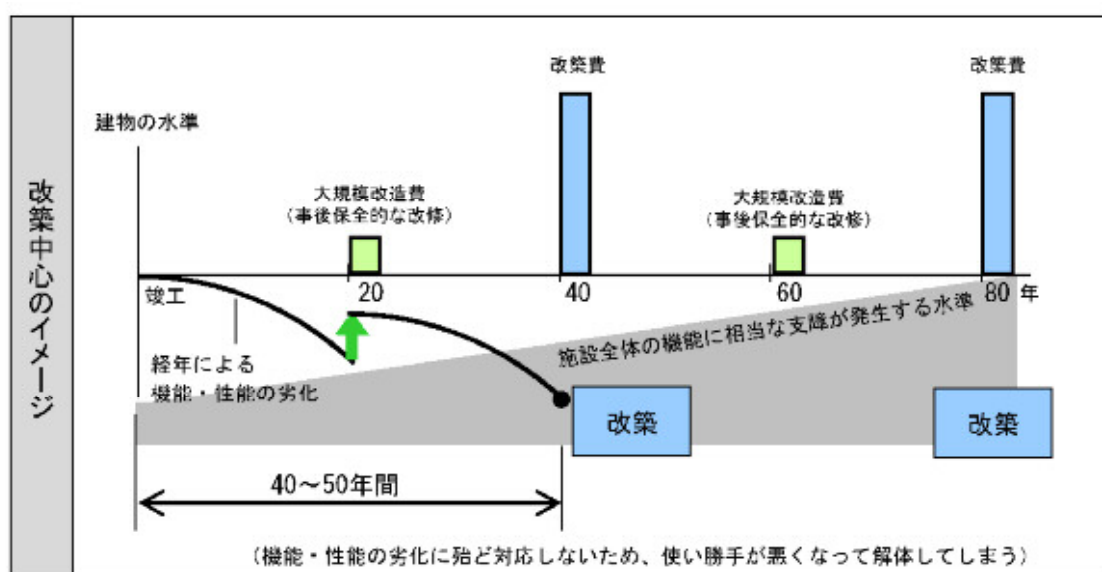 改築中心のイメージ
改築費
改築費
建物の水準
大規模改造費
（事後保全的な改修）
大規模改造費
（事後保全的な改修）
竣工
20
40
60
80 年
施設全体の機能に相当な支障が発生する水準
経年による
機能・性能の劣化
改築
改築
40～50年間
（機能・性能の劣化に殆ど対応しないため、使い勝手が悪くなって解体してしまう）